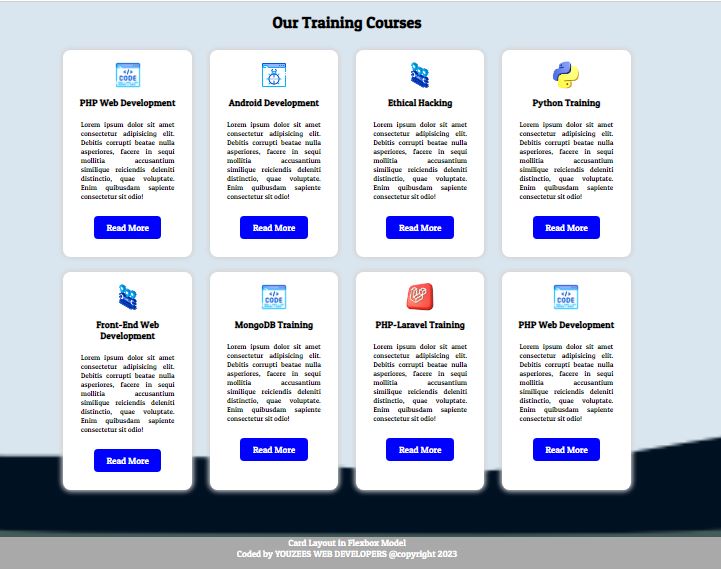 Our Training Courses
CODE
PHP Web Development
Lorem ipsum dolor sit amet
consectetur adipisicing elit.
Debitis corrupti beatae nulla
asperiores, facere in sequi
mollitia accusantium
similique reiciendis deleniti
distinctio, quae voluptate.
Enim quibusdam sapiente
consectetur sit odio!
Read More
Android Development
Lorem ipsum dolor sit amet
consectetur adipisicing elit.
Debitis corrupti beatae nulla
asperiores, facere in sequi
mollitia accusantium
similique reiciendis deleniti
distinctio, quae voluptate.
Enim quibusdam sapiente
consectetur sit odio!
Read More
Ethical Hacking
Lorem ipsum dolor sit amet
consectetur adipisicing elit.
Debitis corrupti beatae nulla
asperiores, facere in sequi
mollitia accusantium
similique reiciendis deleniti
distinctio, quae voluptate.
Enim quibusdam sapiente
consectetur sit odio!
Read More
Python Training
Lorem ipsum dolor sit amet
consectetur adipisicing elit.
Debitis corrupti beatae nulla
asperiores, facere in sequi
mollitia accusantium
similique reiciendis deleniti
distinctio, quae voluptate.
Enim quibusdam sapiente
consectetur sit odio!
Read More
Front-End Web
Development
Lorem ipsum dolor sit amet
consectetur adipisicing elit.
Debitis corrupti beatae nulla
asperiores, facere in sequi
mollitia accusantium
similique reiciendis deleniti
distinctio, quae voluptate.
Enim quibusdam sapiente
consectetur sit odio!
Read More
CODE
MongoDB Training
Lorem ipsum dolor sit amet
consectetur adipisicing elit.
Debitis corrupti beatae nulla
asperiores, facere in sequi
mollitia accusantium
similique reiciendis deleniti
distinctio, quae voluptate.
Enim quibusdam sapiente
consectetur sit odio!
Read More
PHP-Laravel Training
Lorem ipsum dolor sit amet
consectetur adipisicing elit.
Debitis corrupti beatae nulla
asperiores, facere in sequi
mollitia accusantium
similique reiciendis deleniti
distinctio, quae voluptate.
Enim quibusdam sapiente
consectetur sit odio!
Read More
CODE
PHP Web Development
Lorem ipsum dolor sit amet
consectetur adipisicing elit.
Debitis corrupti beatae nulla
asperiores, facere in sequi
mollitia accusantium
similique reiciendis deleniti
distinctio, quae voluptate.
Enim quibusdam sapiente
consectetur sit odio!
Read More
Card Layout in Flexbox Model
Coded by YOUZEES WEB DEVELOPERS @copyright 2023